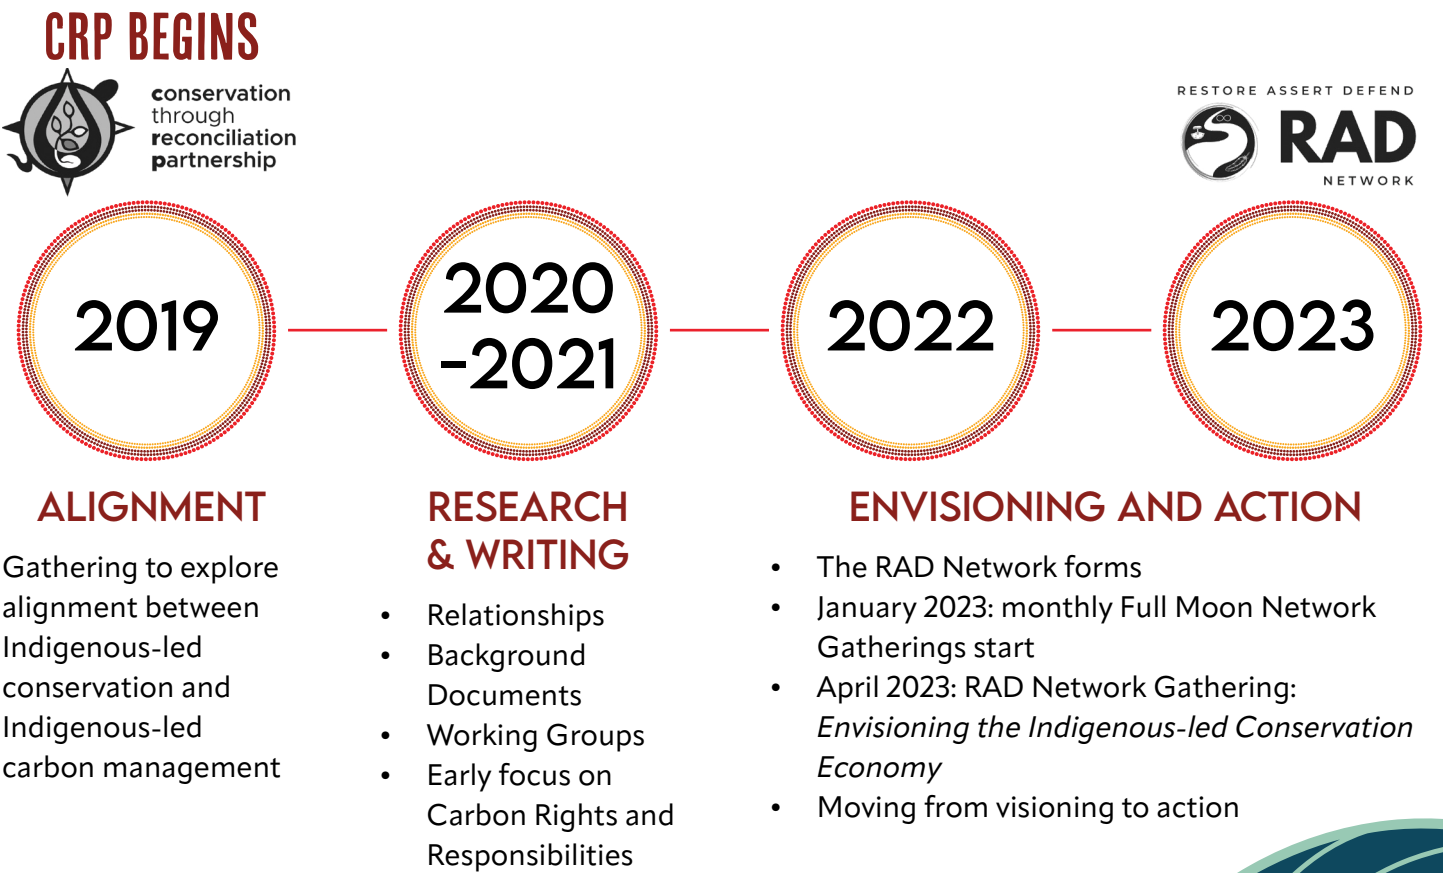 CRP BEGINS
conservation
through
reconciliation
partnership
RESTORE ASSERT DEFEND
RAD
NETWORK
2019
2020
-2021
2022
2023
ALIGNMENT
Gathering to explore
alignment between
Indigenous-led
conservation and
Indigenous-led
carbon management
RESEARCH
& WRITING
• Relationships
• Background
Documents
• Working Groups
• Early focus on
Carbon Rights and
Responsibilities
ENVISIONING AND ACTION
• The RAD Network forms
• January 2023: monthly Full Moon Network
Gatherings start
• April 2023: RAD Network Gathering:
Envisioning the Indigenous-led Conservation
Economy
• Moving from visioning to action